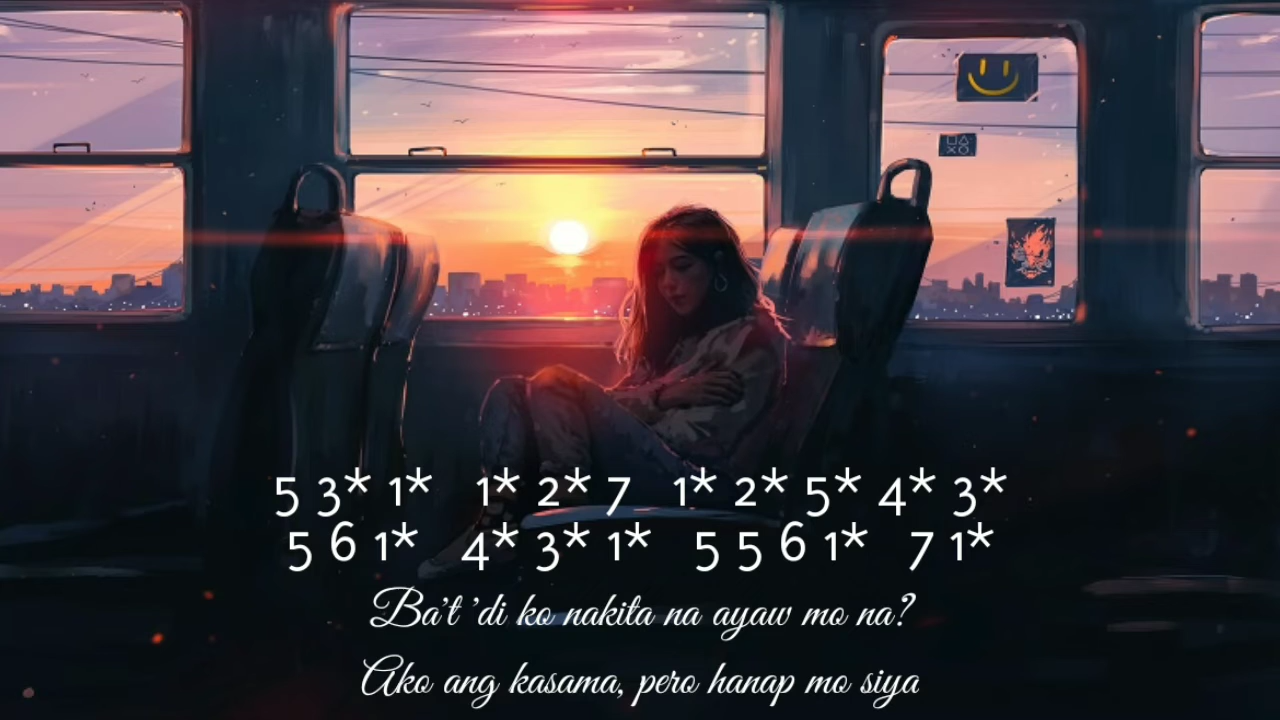 5 3* 1* 1* 2* 7 1* 2* 5* 4* 3*
5 6 1* 4* 3* 1* 5 5 6 1* 7 1*
Ba't 'di ko nakita na ayaw mo na?
Ako ang kasama, pero hanap mo siya